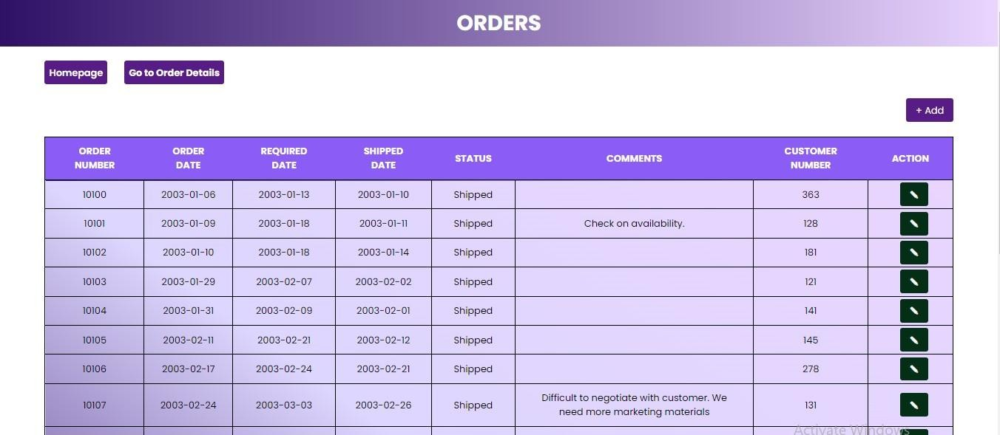 ORDERS
Homepage Go to Order Details
+ Add
ORDER NUMBER ORDER DATE REQUIRED DATE SHIPPED DATE STATUS COMMENTS CUSTOMER NUMBER ACTION
10100 2003-01-06 2003-01-13 2003-01-10 Shipped 363
10101 2003-01-09 2003-01-18 2003-01-11 Shipped Check on availability. 128
10102 2003-01-10 2003-01-18 2003-01-14 Shipped 181
10103 2003-01-29 2003-02-07 2003-02-02 Shipped 121
10104 2003-01-31 2003-02-09 2003-02-01 Shipped 141
10105 2003-02-11 2003-02-21 2003-02-12 Shipped 145
10106 2003-02-17 2003-02-24 2003-02-21 Shipped 278
10107 2003-02-24 2003-03-03 2003-02-26 Shipped Difficult to negotiate with customer. We need more marketing materials 131
Activate Windows